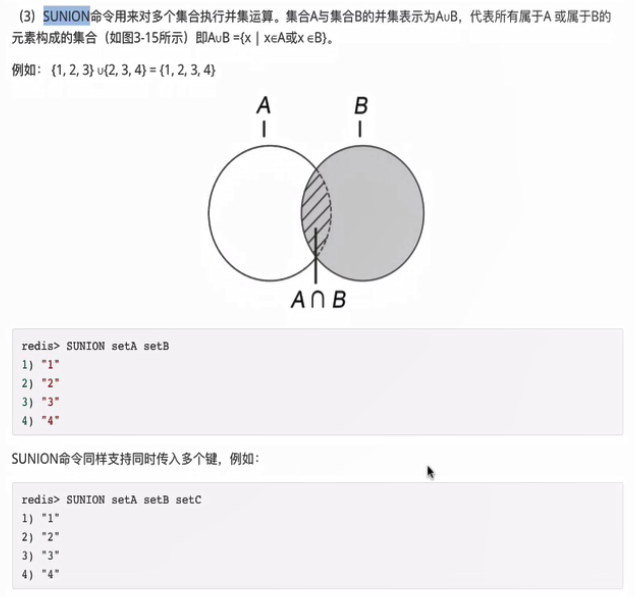 （3）SUNION命令用来对多个集合执行并集运算。集合A与集合B的并集表示为A∪B，代表所有属于A 或属于B的
元素构成的集合（如图3-15所示）即A∪B ={x | x∈A或x ∈B}。
例如：{1, 2, 3} ∪{2, 3, 4} = {1, 2, 3, 4}
A B
A ∩ B
redis> SUNION setA setB
1) "1"
2) "2"
3) "3"
4) "4"
SUNION命令同样支持同时传入多个键，例如：
redis> SUNION setA setB setC
1) "1"
2) "2"
3) "3"
4) "4"